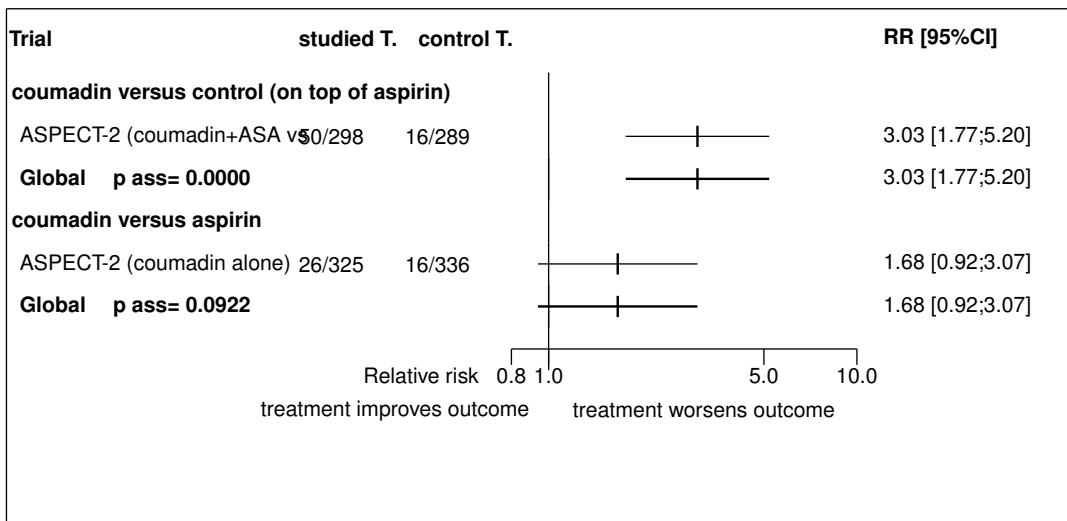 Trial studied T. control T. RR [95%CI]
coumadin versus control (on top of aspirin)
ASPECT-2 (coumadin+ASA vs 50/298 16/289 3.03 [1.77;5.20]
Global p ass= 0.0000 3.03 [1.77;5.20]
coumadin versus aspirin
ASPECT-2 (coumadin alone) 26/325 16/336 1.68 [0.92;3.07]
Global p ass= 0.0922 1.68 [0.92;3.07]
Relative risk 0.8 1.0 5.0 10.0
treatment improves outcome treatment worsens outcome